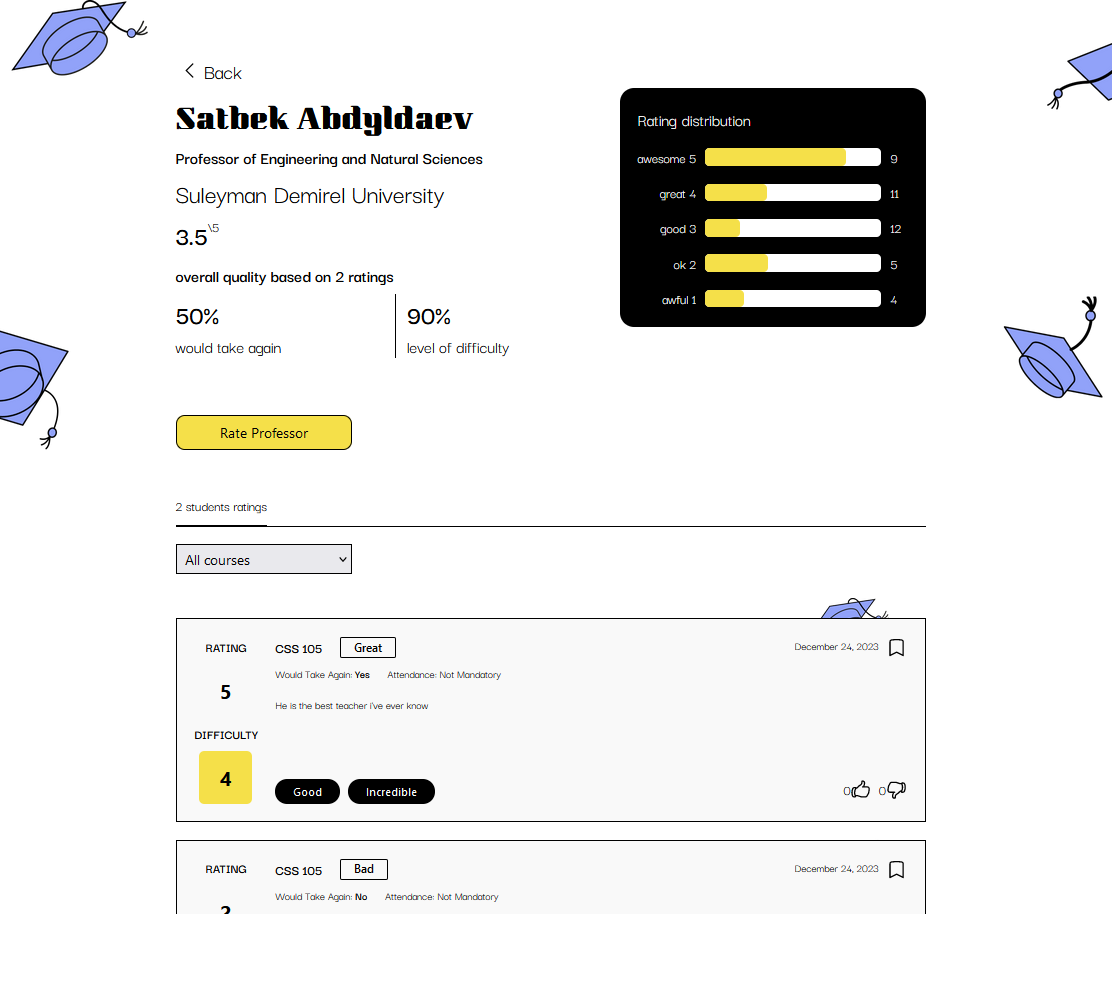 Back
Satbek Abdyldaev
Professor of Engineering and Natural Sciences
Suleyman Demirel University
3.5\5
overall quality based on 2 ratings
50%
would take again
90%
level of difficulty
Rating distribution
awesome 5 9
great 4 11
good 3 12
ok 2 5
awful 1 4
Rate Professor
2 students ratings
All courses
RATING
5
DIFFICULTY
4
CSS 105 Great
December 24, 2023
Would Take Again: Yes Attendance: Not Mandatory
He is the best teacher i've ever know
Good Incredible
0 0
RATING
CSS 105 Bad
December 24, 2023
Would Take Again: No Attendance: Not Mandatory